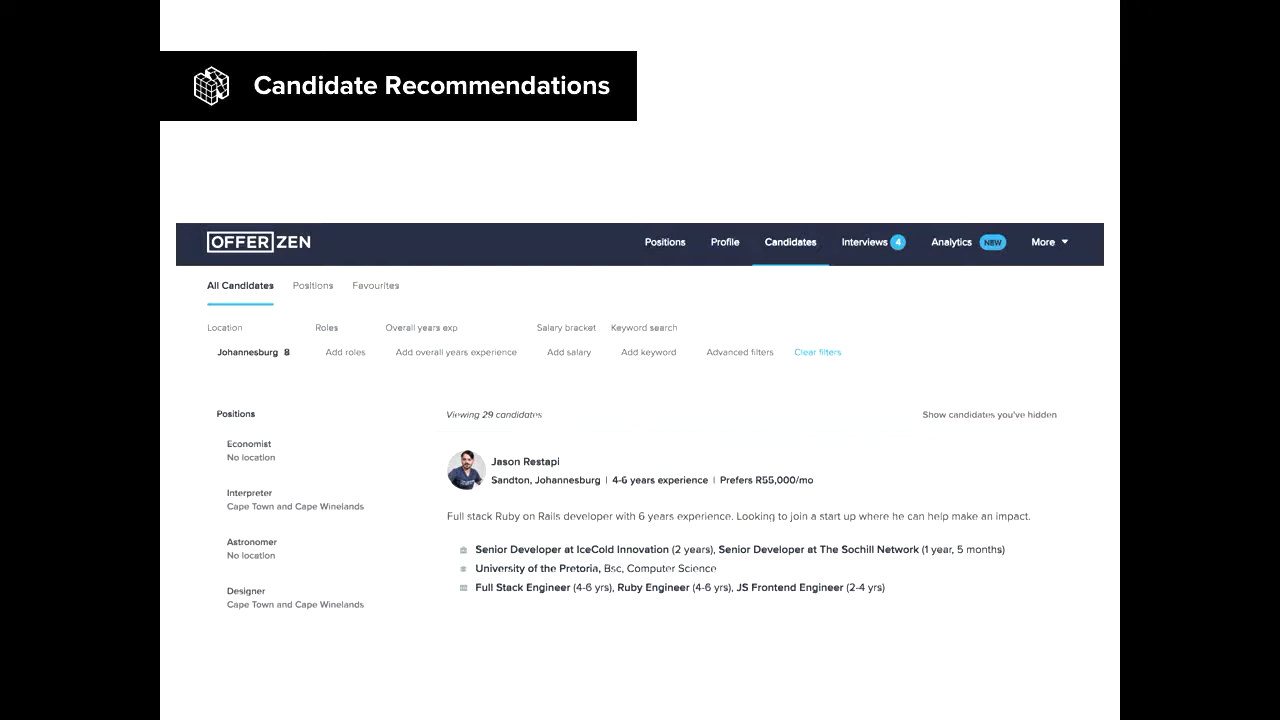 Candidate Recommendations
OFFERZEN
Positions Profile Candidates Interviews 4 Analytics NEW More
All Candidates Positions Favourites
Location Roles Overall years exp Salary bracket Keyword search
Johannesburg 8 Add roles Add overall years experience Add salary Add keyword Advanced filters Clear filters
Positions
Viewing 29 candidates Show candidates you've hidden
Economist
No location
Interpreter
Cape Town and Cape Winelands
Astronomer
No location
Designer
Cape Town and Cape Winelands
Jason Restapi
Sandton, Johannesburg | 4-6 years experience | Prefers R55,000/mo
Full stack Ruby on Rails developer with 6 years experience. Looking to join a start up where he can help make an impact.
Senior Developer at IceCold Innovation (2 years), Senior Developer at The Sochill Network (1 year, 5 months)
University of the Pretoria, Bsc, Computer Science
Full Stack Engineer (4-6 yrs), Ruby Engineer (4-6 yrs), JS Frontend Engineer (2-4 yrs)